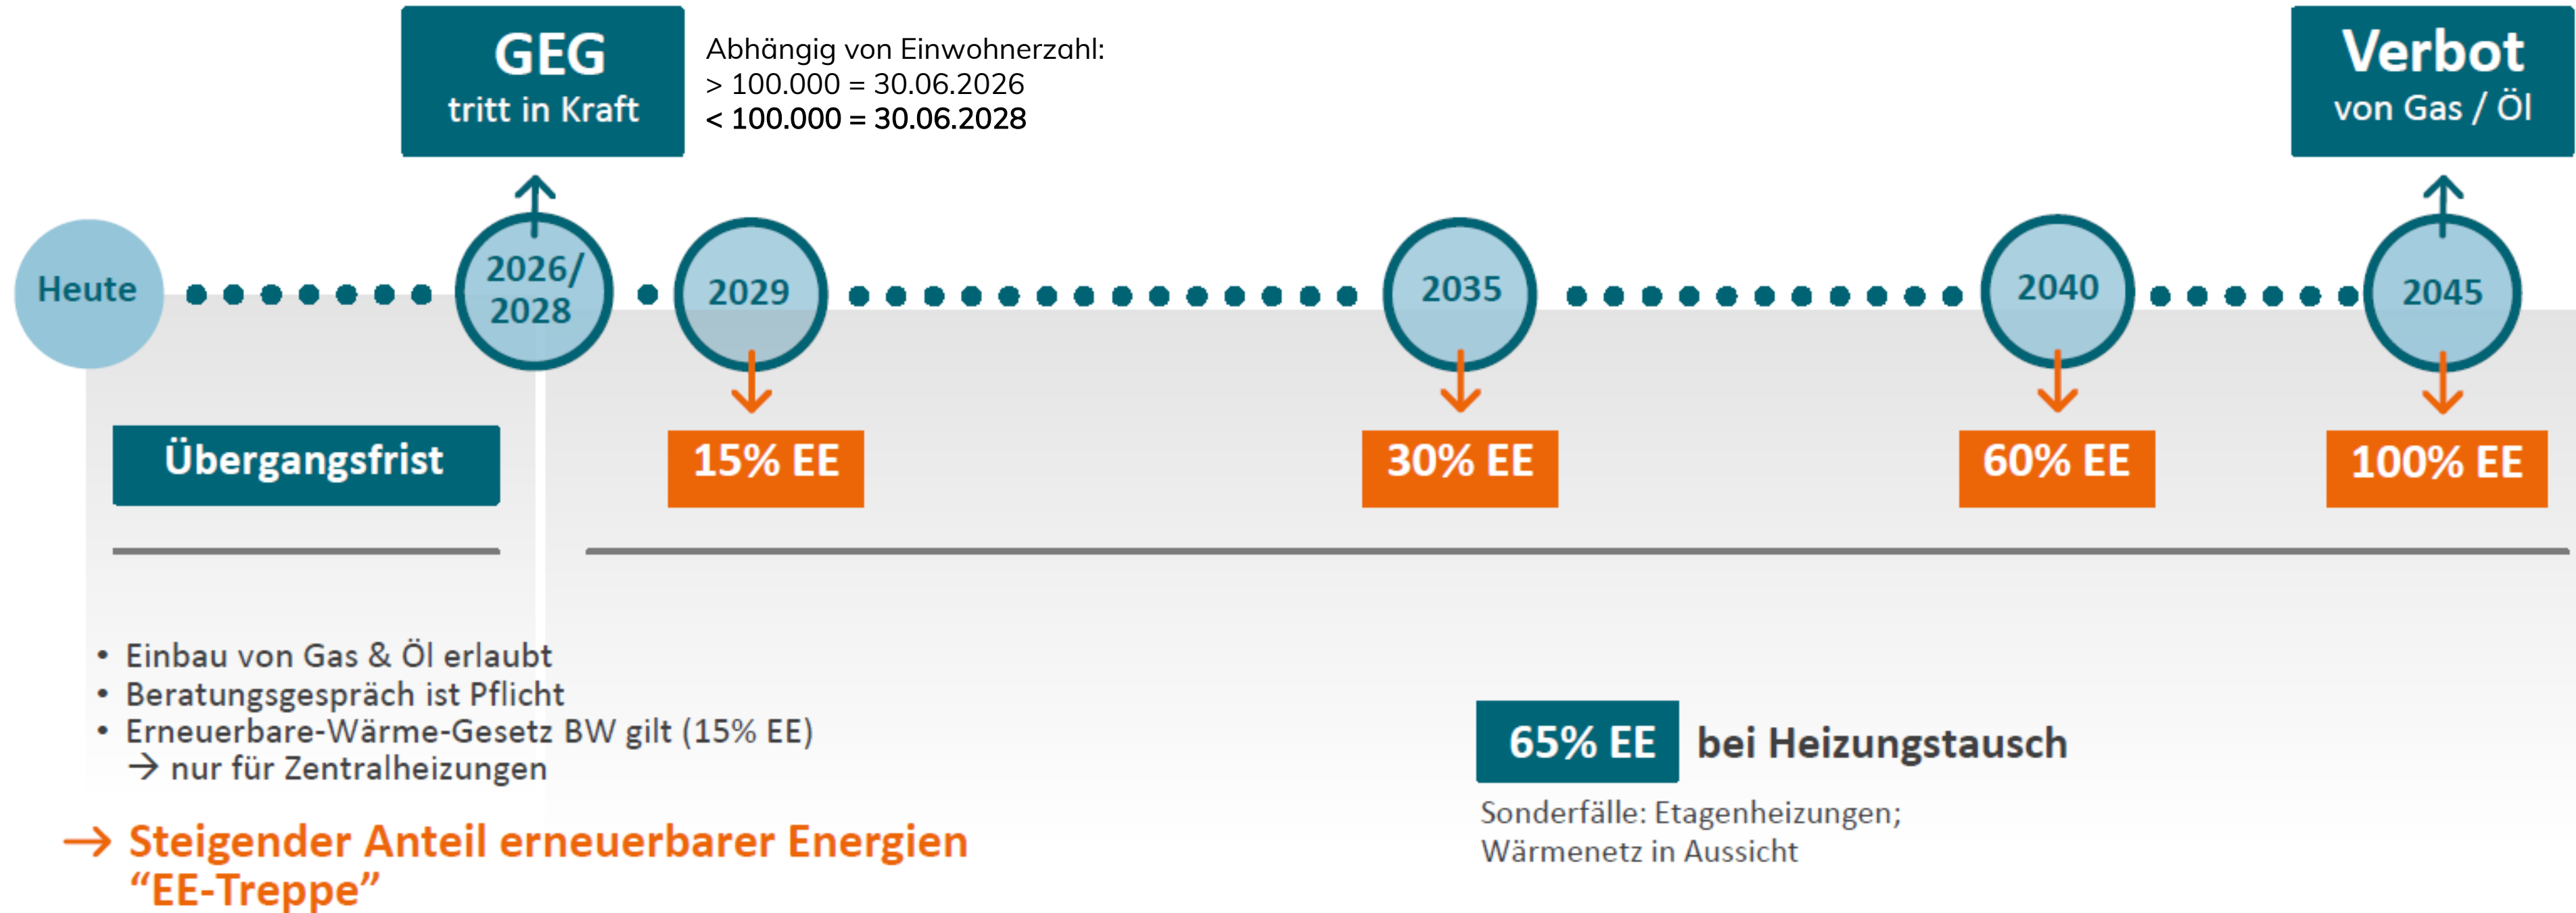 GEG
tritt in Kraft
Abhängig von Einwohnerzahl:
> 100.000 = 30.06.2026
< 100.000 = 30.06.2028
Verbot
von Gas / Öl
Heute
2026/
2028
2029
2035
2040
2045
Übergangsfrist
15% EE
30% EE
60% EE
100% EE
• Einbau von Gas & Öl erlaubt
• Beratungsgespräch ist Pflicht
• Erneuerbare-Wärme-Gesetz BW gilt (15% EE)
→ nur für Zentralheizungen
65% EE bei Heizungstausch
Sonderfälle: Etagenheizungen;
Wärmenetz in Aussicht
→ Steigender Anteil erneuerbarer Energien
“EE-Treppe”